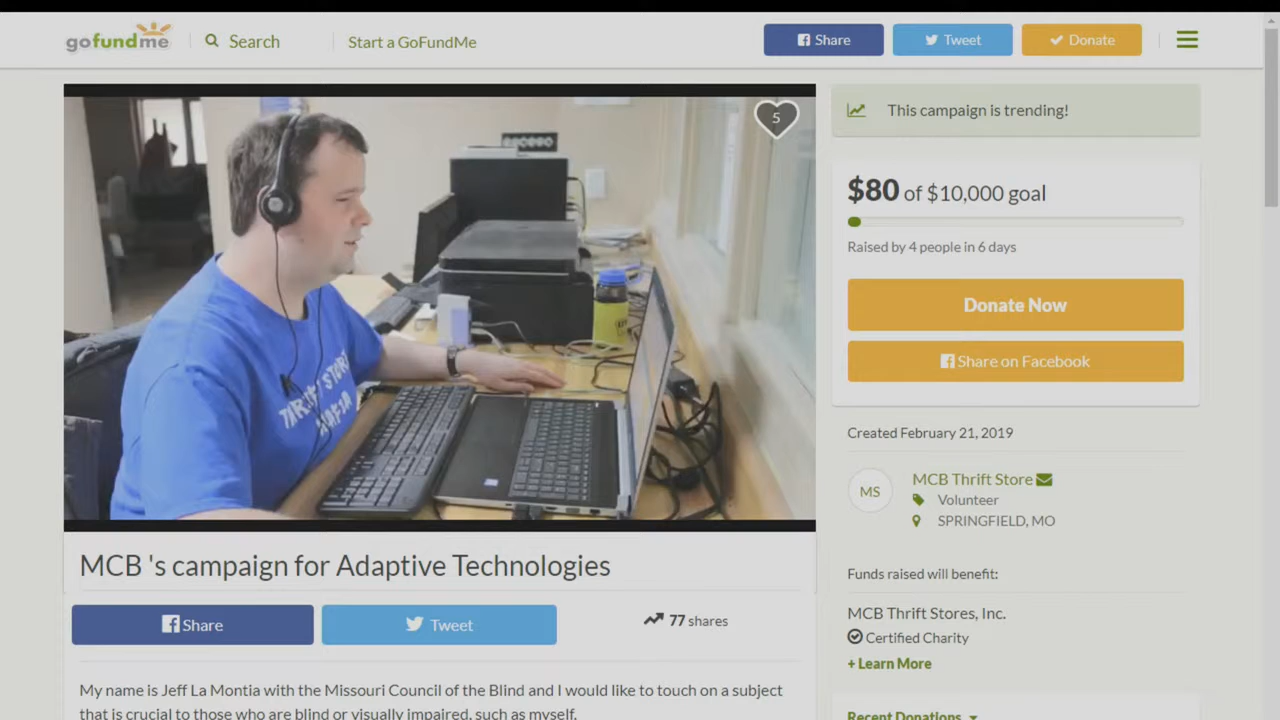 gofundme
Search
Start a GoFundMe
Share
Tweet
Donate
5
This campaign is trending!
$80 of $10,000 goal
Raised by 4 people in 6 days
Donate Now
Share on Facebook
Created February 21, 2019
MS
MCB Thrift Store
Volunteer
SPRINGFIELD, MO
Funds raised will benefit:
MCB Thrift Stores, Inc.
Certified Charity
+ Learn More
Recent Donations
MCB 's campaign for Adaptive Technologies
Share
Tweet
77 shares
My name is Jeff La Montia with the Missouri Council of the Blind and I would like to touch on a subject
that is crucial to those who are blind or visually impaired, such as myself.